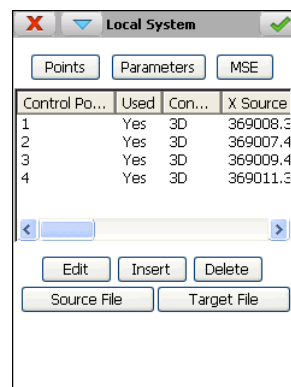 Local System
Points Parameters MSE
Control Po... Used Con... X Source
1 Yes 3D 369008.3
2 Yes 3D 369007.4
3 Yes 3D 369009.4
4 Yes 3D 369011.3
Edit Insert Delete
Source File Target File